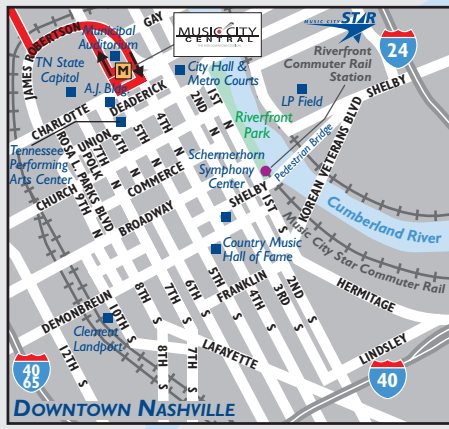 JAMES ROBERTSON
Municipal
Auditorium
GAY
MUSIC CITY
CENTRAL
MUSIC CITY
STAR
24
TN State
Capitol
M
A.J. Bldg.
City Hall &
Metro Courts
Riverfront
Commuter Rail
Station
LP Field
SHELBY
CHARLOTTE
DEADERICK
UNION
2ND N
1ST N
Riverfront
Park
Tennessee
Performing
Arts Center
ROSA L. PARKS BLVD
POLK
7TH N
6TH N
5TH N
4TH N
Schermerhorn
Symphony
Center
Pedestrian Bridge
KOREAN VETERANS BLVD
CHURCH
9TH N
COMMERCE
SHELBY
1ST S
BROADWAY
Cumberland River
Music City Star Commuter Rail
Country Music
Hall of Fame
DEMONBREUN
10TH S
8TH S
7TH S
6TH S
5TH S
FRANKLIN
4TH S
3RD S
2ND S
HERMITAGE
Clement
Landport
12TH S
8TH S
7TH S
LAFAYETTE
LINDSLEY
40
65
40
DOWNTOWN NASHVILLE